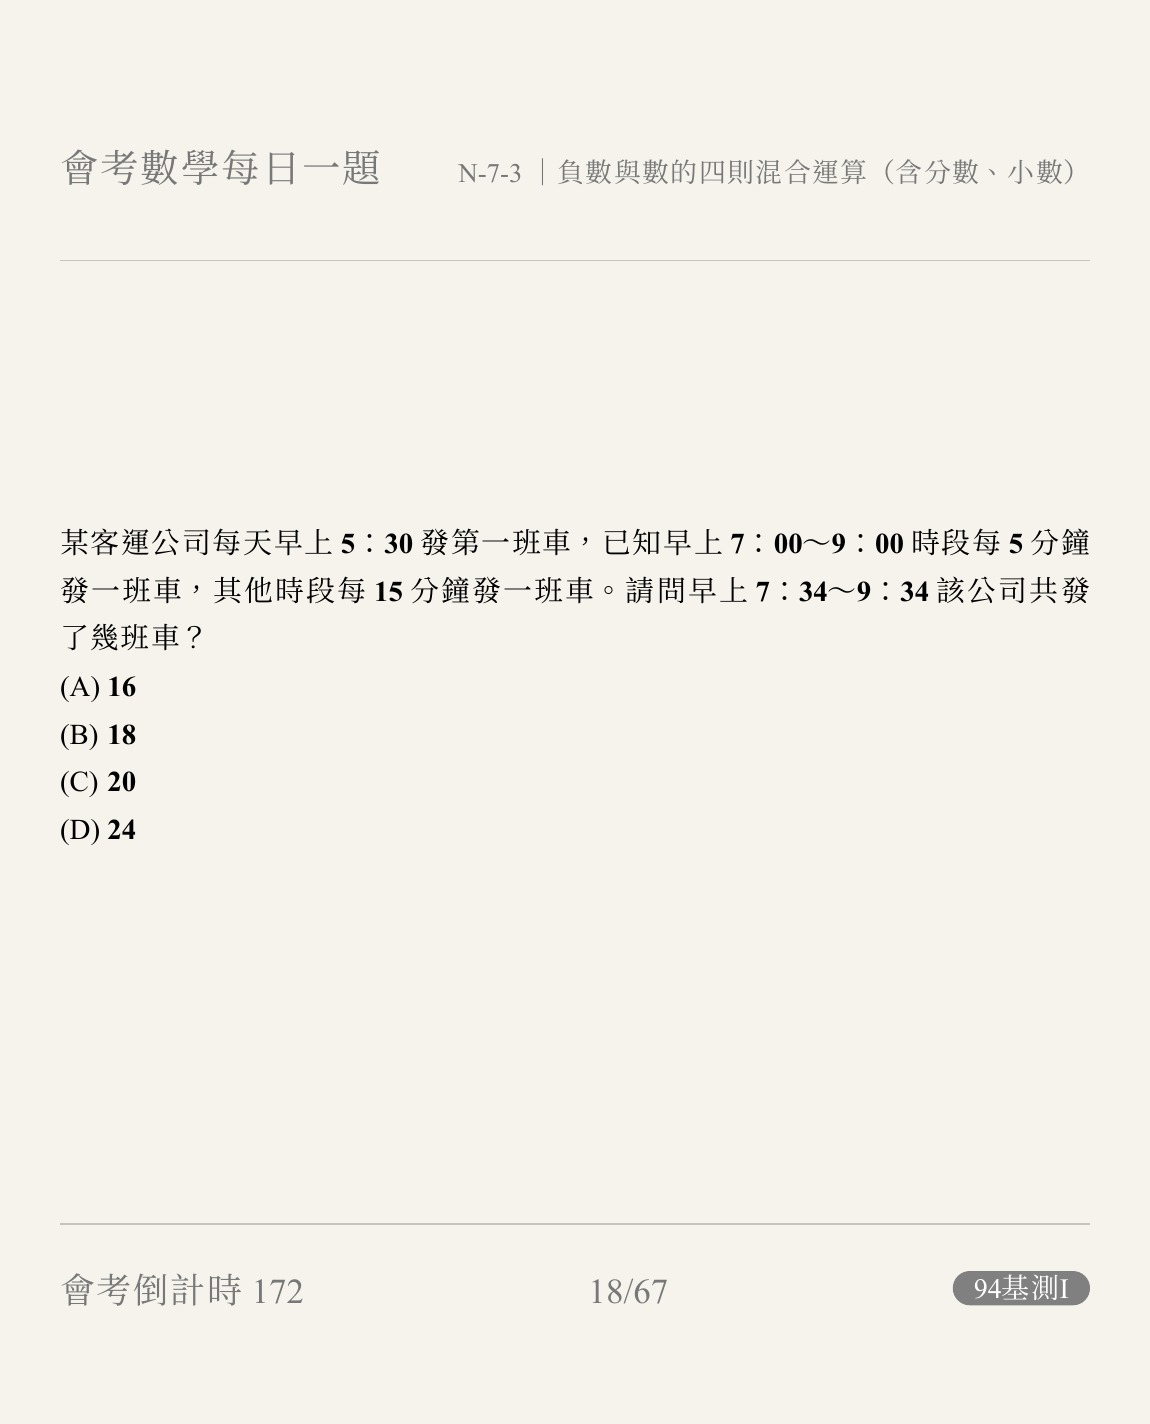 會考數學每日一題
N-7-3｜負數與數的四則混合運算（含分數、小數）
某客運公司每天早上 5：30 發第一班車，已知早上 7：00～9：00 時段每 5 分鐘
發一班車，其他時段每 15 分鐘發一班車。請問早上 7：34～9：34 該公司共發
了幾班車？
(A) 16
(B) 18
(C) 20
(D) 24
會考倒計時 172
18/67
94基測I